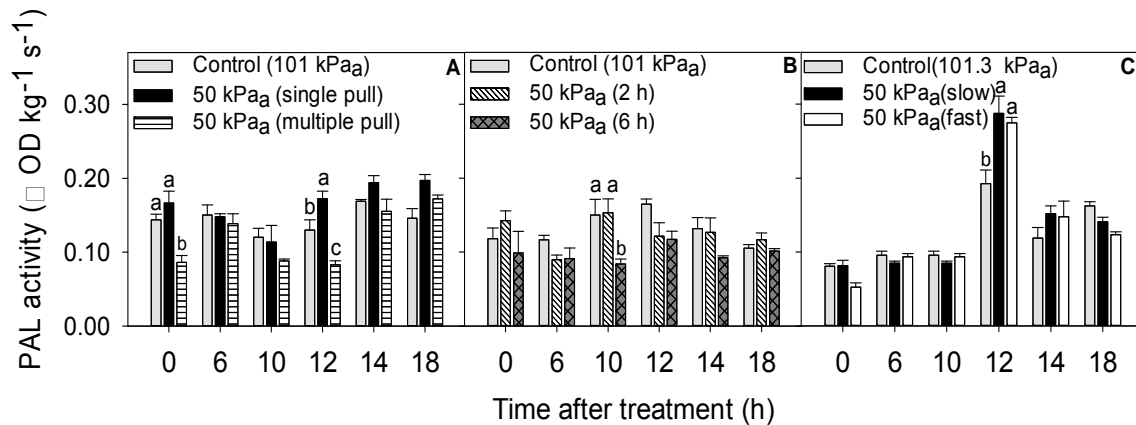 PAL activity (□ OD kg-1 s-1)
0.30
0.20
0.10
0.00
Control (101 kPaa)
50 kPaa (single pull)
50 kPaa (multiple pull)
A
a a b b a c
0 6 10 12 14 18
Control (101 kPaa)
50 kPaa (2 h)
50 kPaa (6 h)
B
a a b
0 6 10 12 14 18
Control(101.3 kPaa)
50 kPaa(slow)
50 kPaa(fast)
C
b a a
0 6 10 12 14 18
Time after treatment (h)